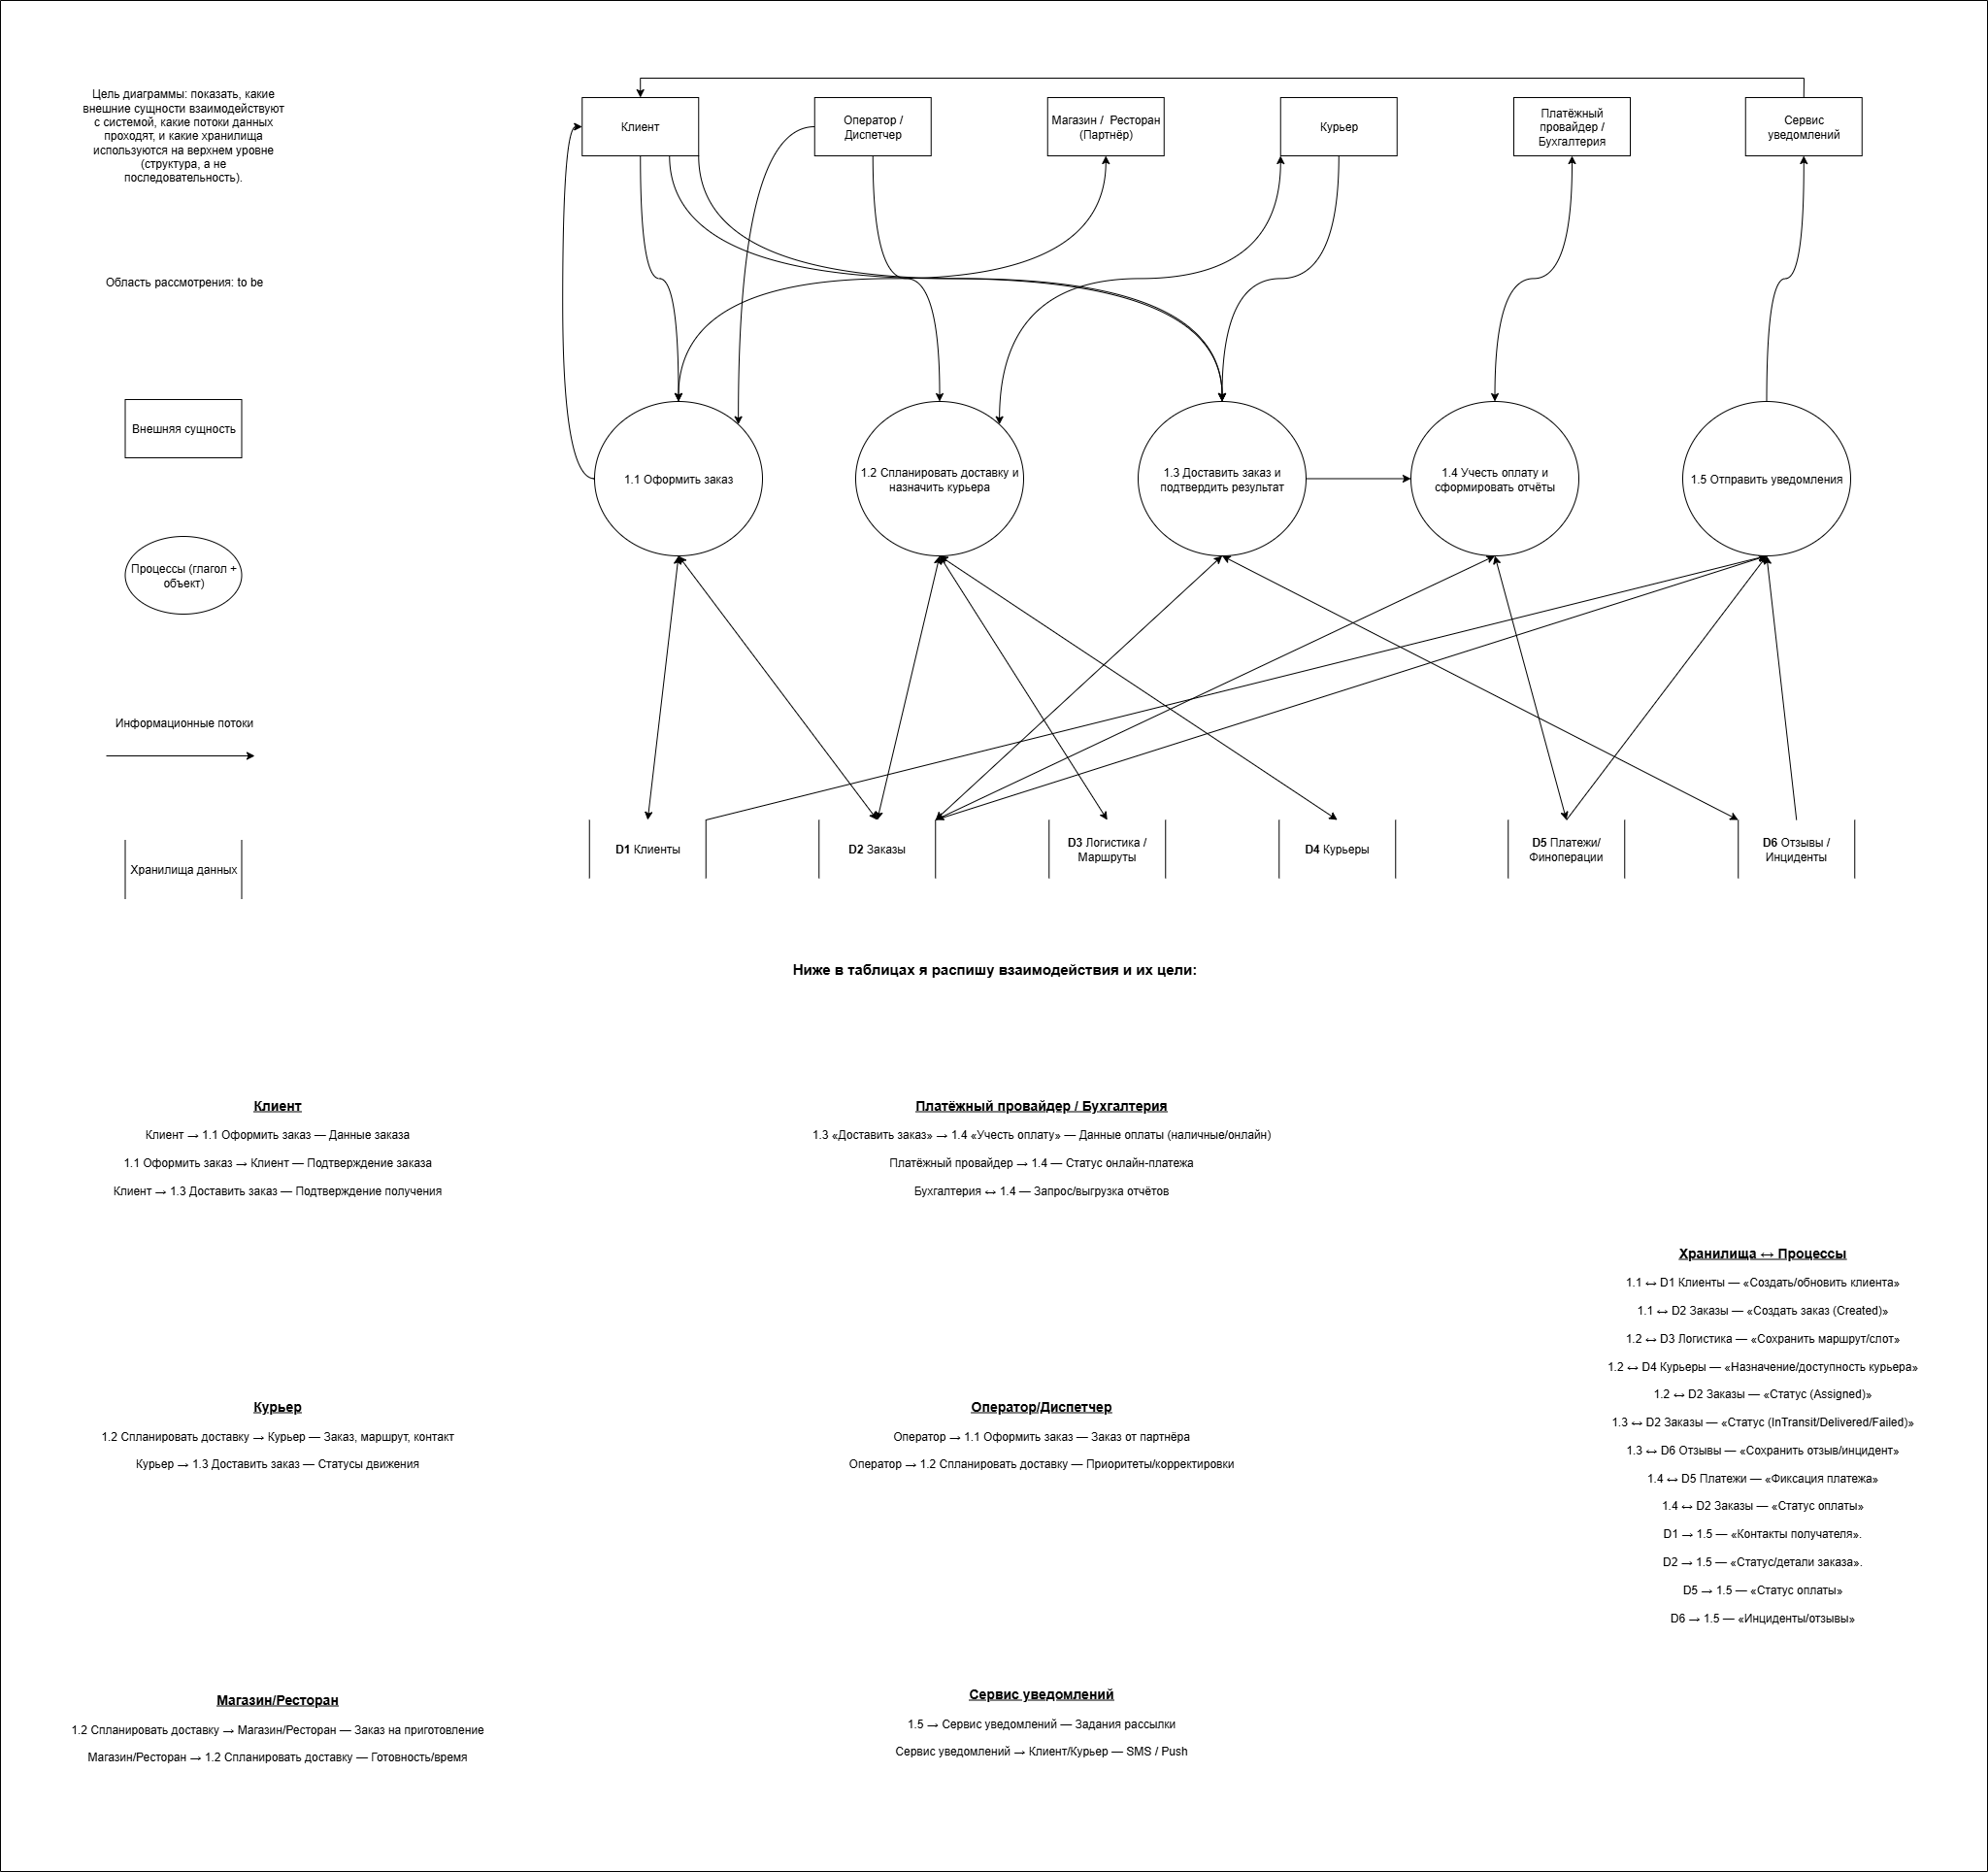 Цель диаграммы: показать, какие
внешние сущности взаимодействуют
с системой, какие потоки данных
проходят, и какие хранилища
используются на верхнем уровне
(структура, а не
последовательность).
Область рассмотрения: to be
Внешняя сущность
Процессы (глагол +
объект)
Информационные потоки
Хранилища данных
Клиент
Оператор /
Диспетчер
Магазин / Ресторан
(Партнёр)
Курьер
Платёжный
провайдер /
Бухгалтерия
Сервис
уведомлений
1.1 Оформить заказ
1.2 Спланировать доставку и
назначить курьера
1.3 Доставить заказ и
подтвердить результат
1.4 Учесть оплату и
сформировать отчёты
1.5 Отправить уведомления
D1 Клиенты
D2 Заказы
D3 Логистика /
Маршруты
D4 Курьеры
D5 Платежи/
Финоперации
D6 Отзывы /
Инциденты
Ниже в таблицах я распишу взаимодействия и их цели:
Клиент
Клиент → 1.1 Оформить заказ — Данные заказа
1.1 Оформить заказ → Клиент — Подтверждение заказа
Клиент → 1.3 Доставить заказ — Подтверждение получения
Платёжный провайдер / Бухгалтерия
1.3 «Доставить заказ» → 1.4 «Учесть оплату» — Данные оплаты (наличные/онлайн)
Платёжный провайдер → 1.4 — Статус онлайн-платежа
Бухгалтерия ↔ 1.4 — Запрос/выгрузка отчётов
Хранилища ↔ Процессы
1.1 ↔ D1 Клиенты — «Создать/обновить клиента»
1.1 ↔ D2 Заказы — «Создать заказ (Created)»
1.2 ↔ D3 Логистика — «Сохранить маршрут/слот»
1.2 ↔ D4 Курьеры — «Назначение/доступность курьера»
1.2 ↔ D2 Заказы — «Статус (Assigned)»
1.3 ↔ D2 Заказы — «Статус (InTransit/Delivered/Failed)»
1.3 ↔ D6 Отзывы — «Сохранить отзыв/инцидент»
1.4 ↔ D5 Платежи — «Фиксация платежа»
1.4 ↔ D2 Заказы — «Статус оплаты»
D1 → 1.5 — «Контакты получателя».
D2 → 1.5 — «Статус/детали заказа».
D5 → 1.5 — «Статус оплаты»
D6 → 1.5 — «Инциденты/отзывы»
Курьер
1.2 Спланировать доставку → Курьер — Заказ, маршрут, контакт
Курьер → 1.3 Доставить заказ — Статусы движения
Оператор/Диспетчер
Оператор → 1.1 Оформить заказ — Заказ от партнёра
Оператор → 1.2 Спланировать доставку — Приоритеты/корректировки
Магазин/Ресторан
1.2 Спланировать доставку → Магазин/Ресторан — Заказ на приготовление
Магазин/Ресторан → 1.2 Спланировать доставку — Готовность/время
Сервис уведомлений
1.5 → Сервис уведомлений — Задания рассылки
Сервис уведомлений → Клиент/Курьер — SMS / Push